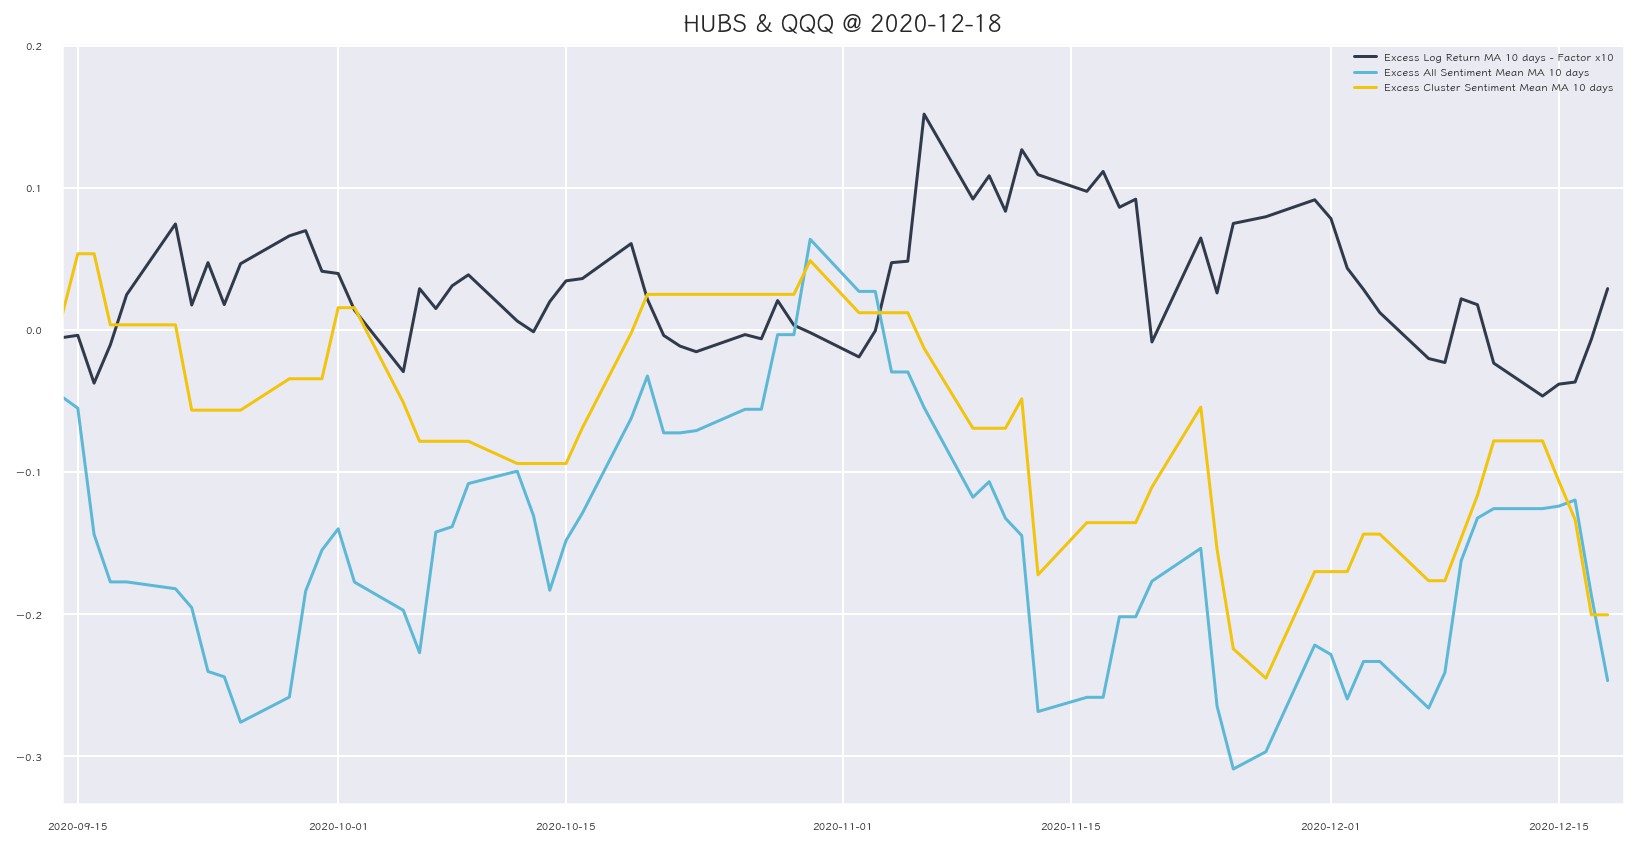 HUBS & QQQ @ 2020-12-18
0.2
0.1
0.0
−0.1
−0.2
−0.3
Excess Log Return MA 10 days - Factor x10
Excess All Sentiment Mean MA 10 days
Excess Cluster Sentiment Mean MA 10 days
2020-09-15 2020-10-01 2020-10-15 2020-11-01 2020-11-15 2020-12-01 2020-12-15